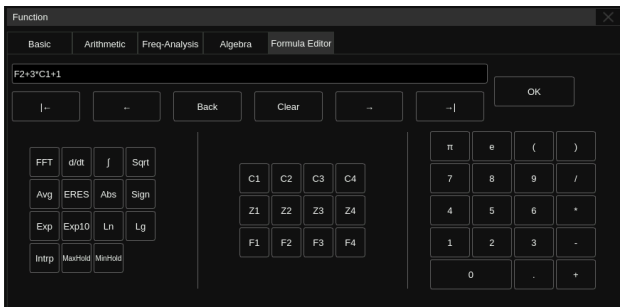 Function
Basic Arithmetic Freq-Analysis Algebra Formula Editor
F2+3*C1+1
OK
|← ← Back Clear → →|
FFT d/dt ∫ Sqrt
Avg ERES Abs Sign
Exp Exp10 Ln Lg
Intrp MaxHold MinHold
C1 C2 C3 C4
Z1 Z2 Z3 Z4
F1 F2 F3 F4
π e ( )
7 8 9 /
4 5 6 *
1 2 3 -
0 . +